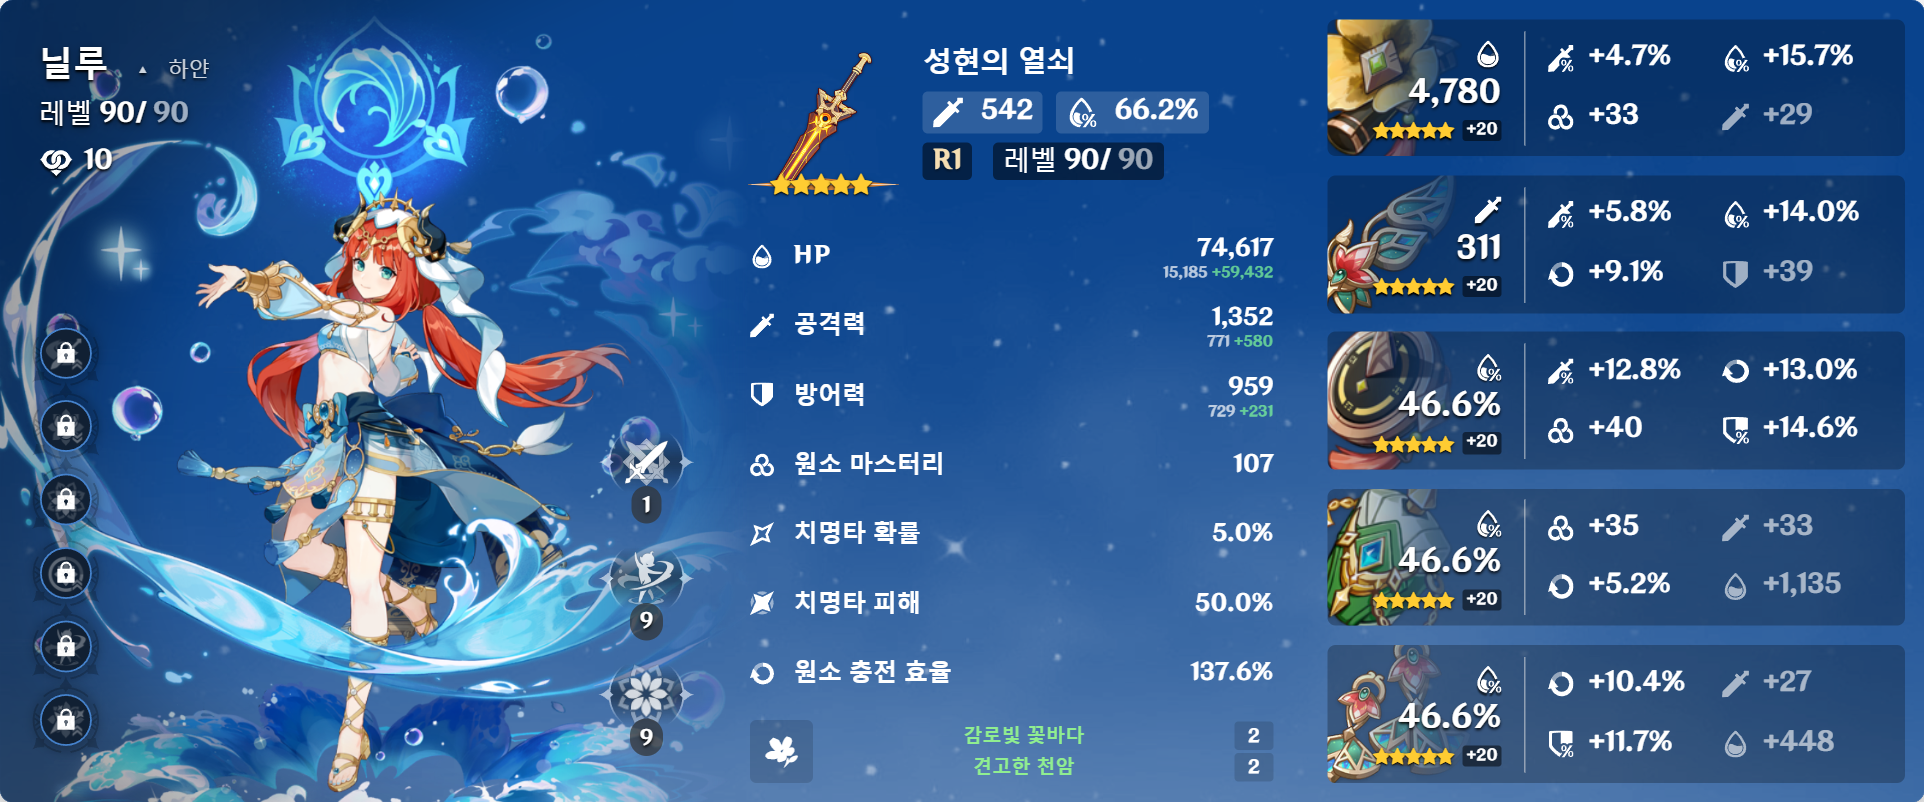 닐루 ▲ 하얀
레벨 90/ 90
10
1
9
9
성현의 열쇠
542 66.2%
R1 레벨 90/ 90
HP 74,617
15,185 +59,432
공격력 1,352
771 +580
방어력 959
729 +231
원소 마스터리 107
치명타 확률 5.0%
치명타 피해 50.0%
원소 충전 효율 137.6%
감로빛 꽃바다 2
견고한 천암 2
4,780
+20
+4.7% +15.7%
+33 +29
311
+20
+5.8% +14.0%
+9.1% +39
46.6%
+20
+12.8% +13.0%
+40 +14.6%
46.6%
+20
+35 +33
+5.2% +1,135
46.6%
+20
+10.4% +27
+11.7% +448